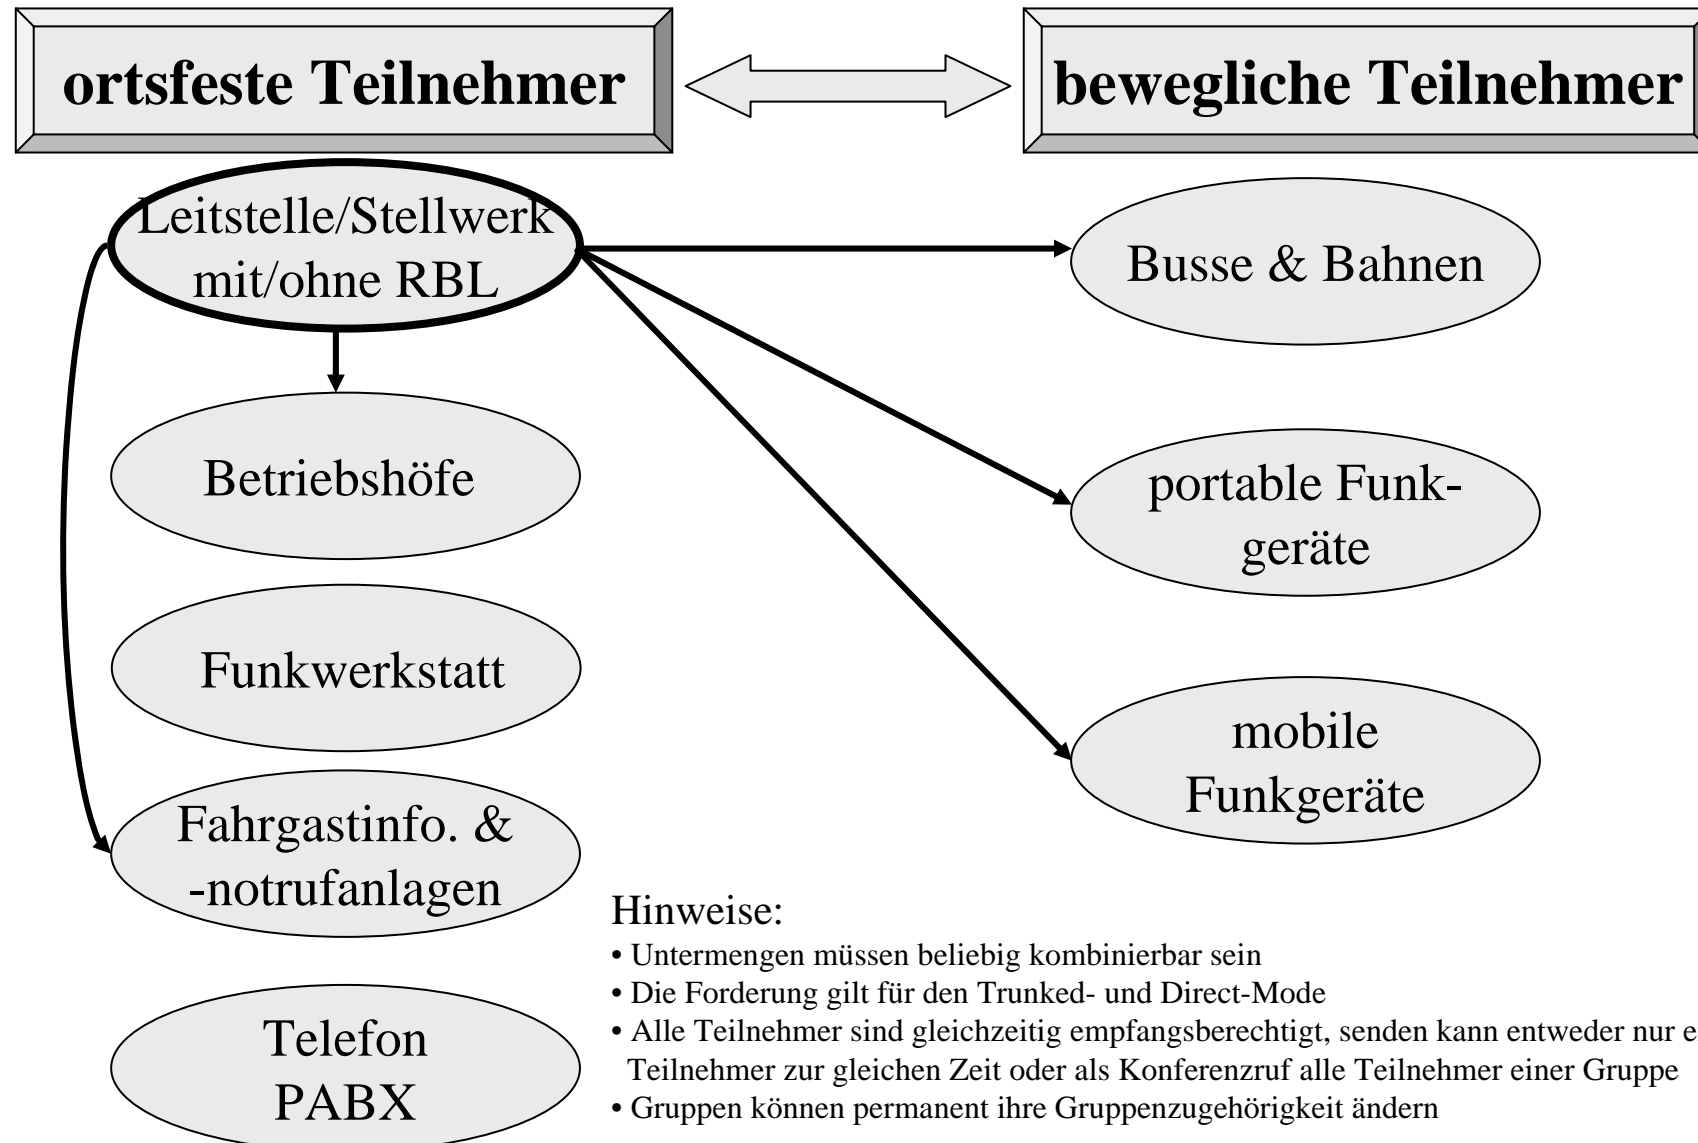 ortsfeste Teilnehmer
bewegliche Teilnehmer
Leitstelle/Stellwerk
mit/ohne RBL
Betriebshöfe
Funkwerkstatt
Fahrgastinfo. &
-notrufanlagen
Telefon
PABX
Busse & Bahnen
portable Funk-
geräte
mobile
Funkgeräte
Hinweise:
• Untermengen müssen beliebig kombinierbar sein
• Die Forderung gilt für den Trunked- und Direct-Mode
• Alle Teilnehmer sind gleichzeitig empfangsberechtigt, senden kann entweder nur
Teilnehmer zur gleichen Zeit oder als Konferenzruf alle Teilnehmer einer Gruppe
• Gruppen können permanent ihre Gruppenzugehörigkeit ändern